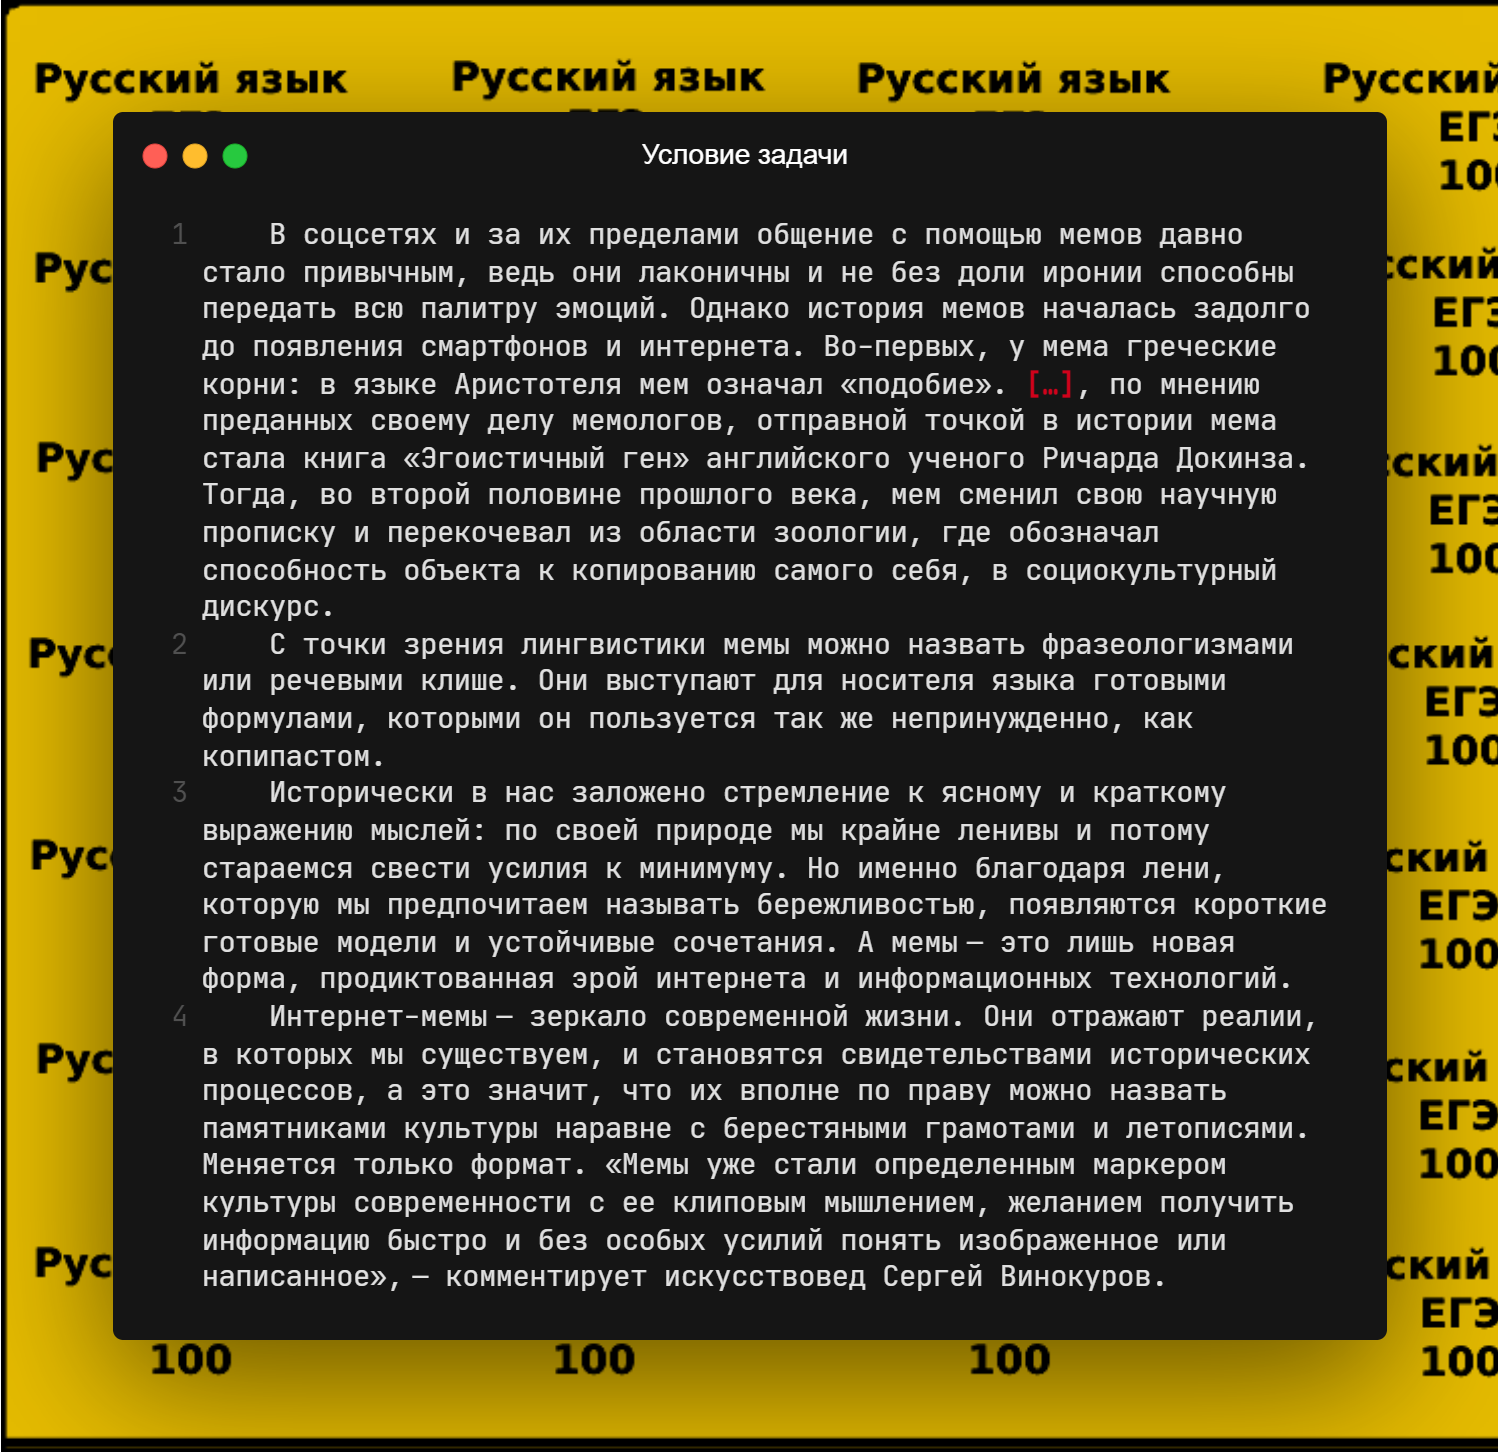 Русский язык Русский язык Русский язык Русский
ЕГЭ
100
Условие задачи
1 В соцсетях и за их пределами общение с помощью мемов давно
стало привычным, ведь они лаконичны и не без доли иронии способны
передать всю палитру эмоций. Однако история мемов началась задолго
до появления смартфонов и интернета. Во-первых, у мема греческие
корни: в языке Аристотеля мем означал «подобие». […], по мнению
преданных своему делу мемологов, отправной точкой в истории мема
стала книга «Эгоистичный ген» английского ученого Ричарда Докинза.
Тогда, во второй половине прошлого века, мем сменил свою научную
прописку и перекочевал из области зоологии, где обозначал
способность объекта к копированию самого себя, в социокультурный
дискурс.
2 С точки зрения лингвистики мемы можно назвать фразеологизмами
или речевыми клише. Они выступают для носителя языка готовыми
формулами, которыми он пользуется так же непринужденно, как
копипастом.
3 Исторически в нас заложено стремление к ясному и краткому
выражению мыслей: по своей природе мы крайне ленивы и потому
стараемся свести усилия к минимуму. Но именно благодаря лени,
которую мы предпочитаем называть бережливостью, появляются короткие
готовые модели и устойчивые сочетания. А мемы — это лишь новая
форма, продиктованная эрой интернета и информационных технологий.
4 Интернет-мемы — зеркало современной жизни. Они отражают реалии,
в которых мы существуем, и становятся свидетельствами исторических
процессов, а это значит, что их вполне по праву можно назвать
памятниками культуры наравне с берестяными грамотами и летописями.
Меняется только формат. «Мемы уже стали определенным маркером
культуры современности с ее клиповым мышлением, желанием получить
информацию быстро и без особых усилий понять изображенное или
написанное», — комментирует искусствовед Сергей Винокуров.
100 100 100 100